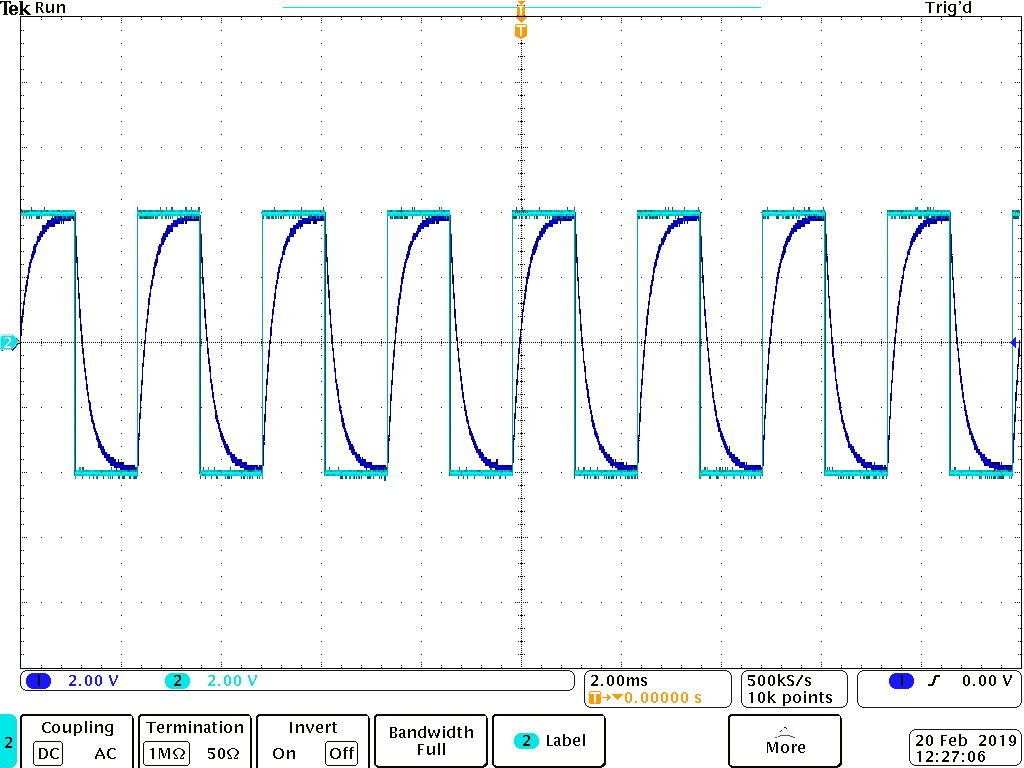 Tek Run Trig'd
T
T
2
1 2.00 V 2 2.00 V 2.00ms 500kS/s 1 0.00 V
T 0.00000 s 10k points
2 Coupling Termination Invert Bandwidth Full 2 Label More
DC AC 1MΩ 50Ω On Off
20 Feb 2019
12:27:06